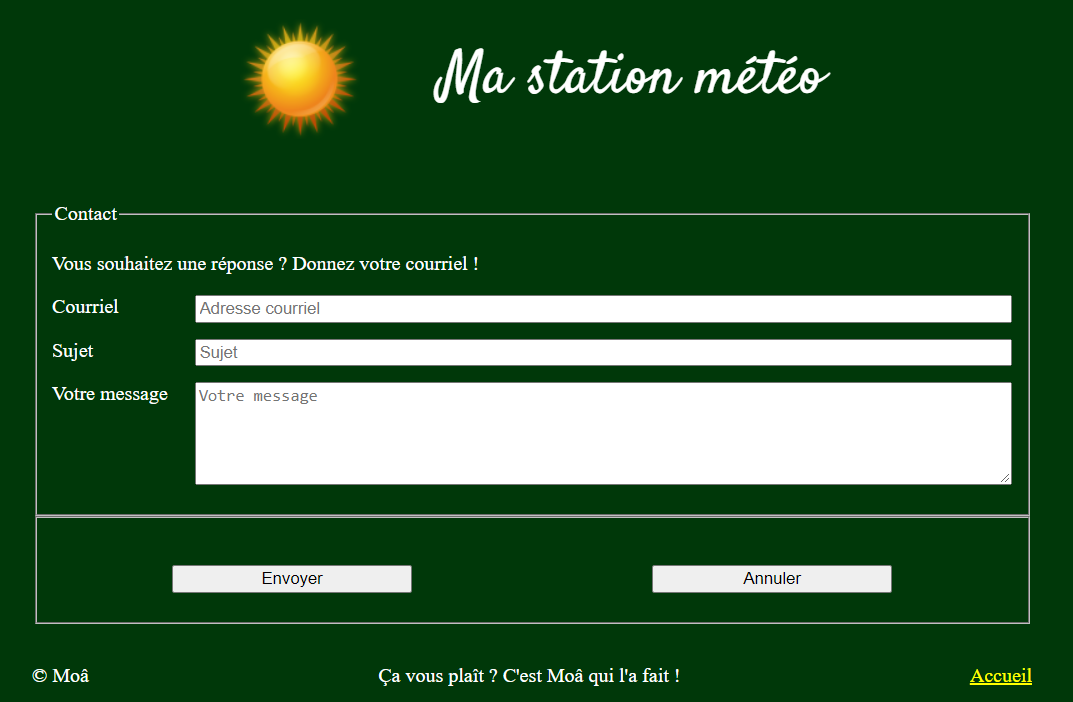 Ma station météo
Contact
Vous souhaitez une réponse ? Donnez votre courriel !
Courriel
Adresse courriel
Sujet
Sujet
Votre message
Votre message
Envoyer
Annuler
© Moâ
Ça vous plaît ? C'est Moâ qui l'a fait !
Accueil